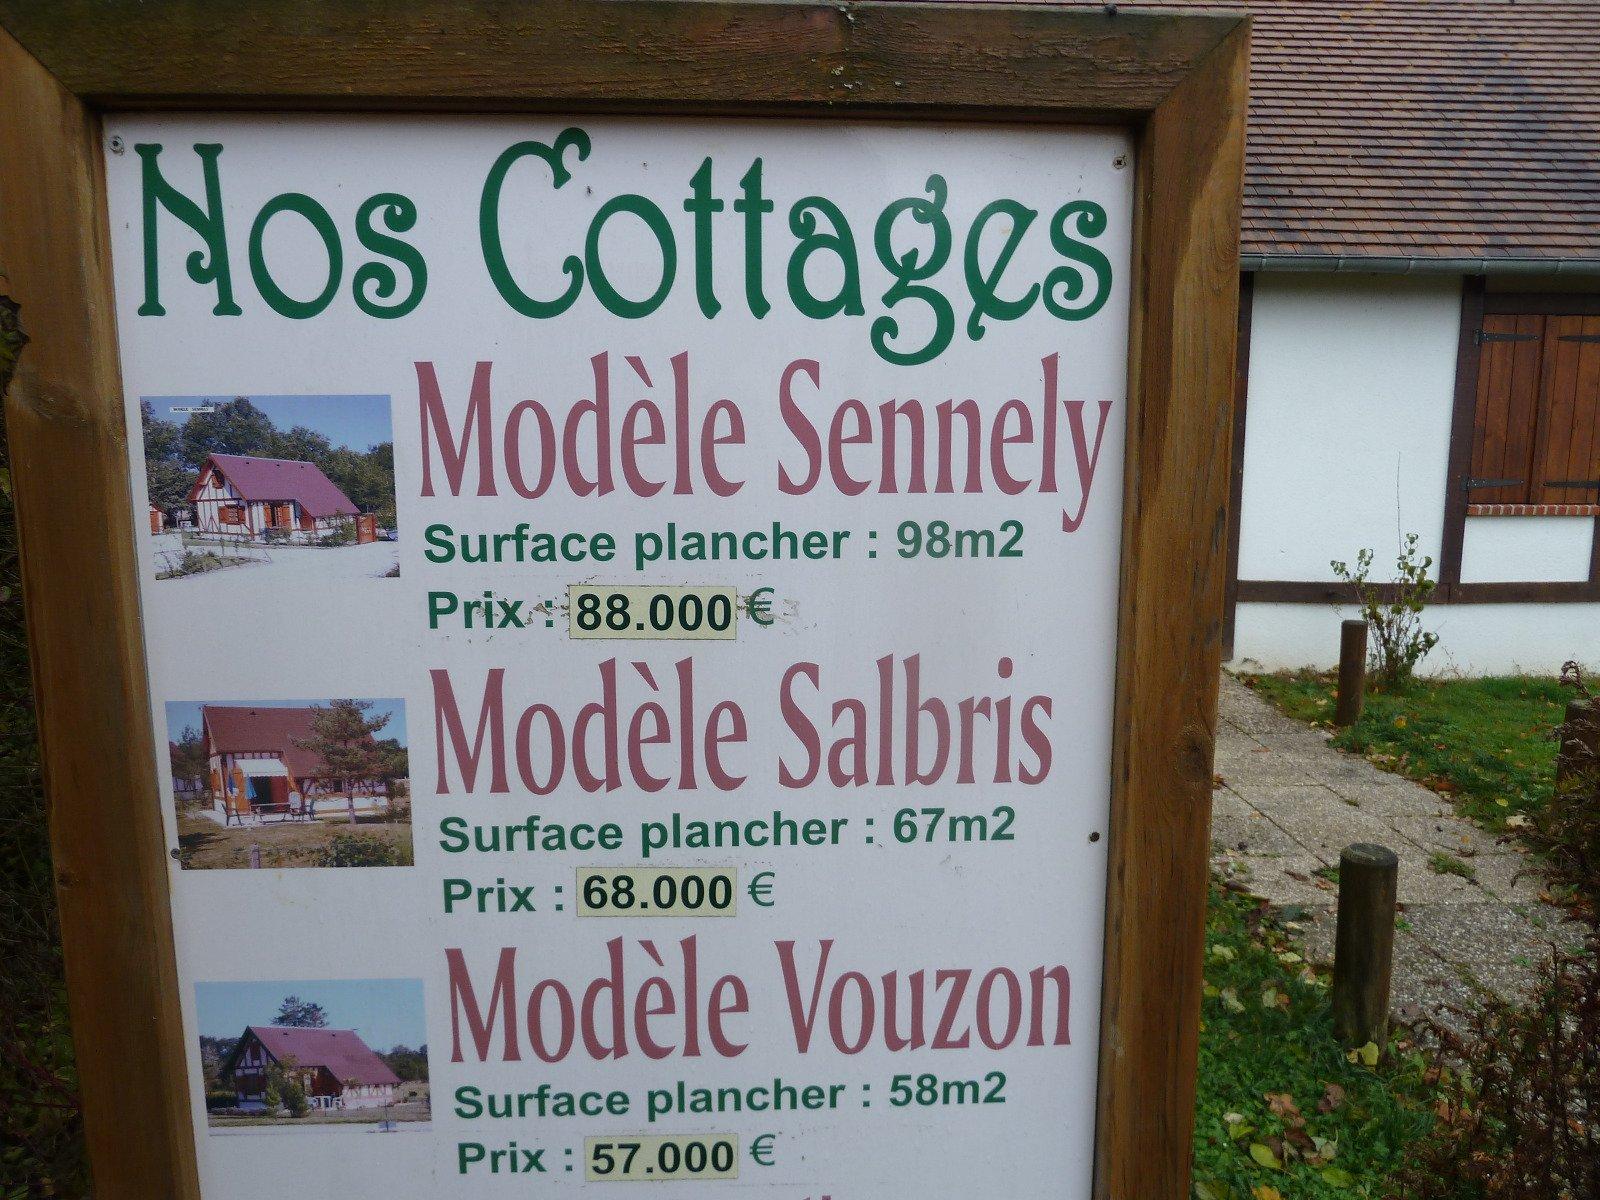 Nos Cottages
Modèle Sennely
Surface plancher : 98m2
Prix : 88.000 €
Modèle Salbris
Surface plancher : 67m2
Prix : 68.000 €
Modèle Vouzon
Surface plancher : 58m2
Prix : 57.000 €